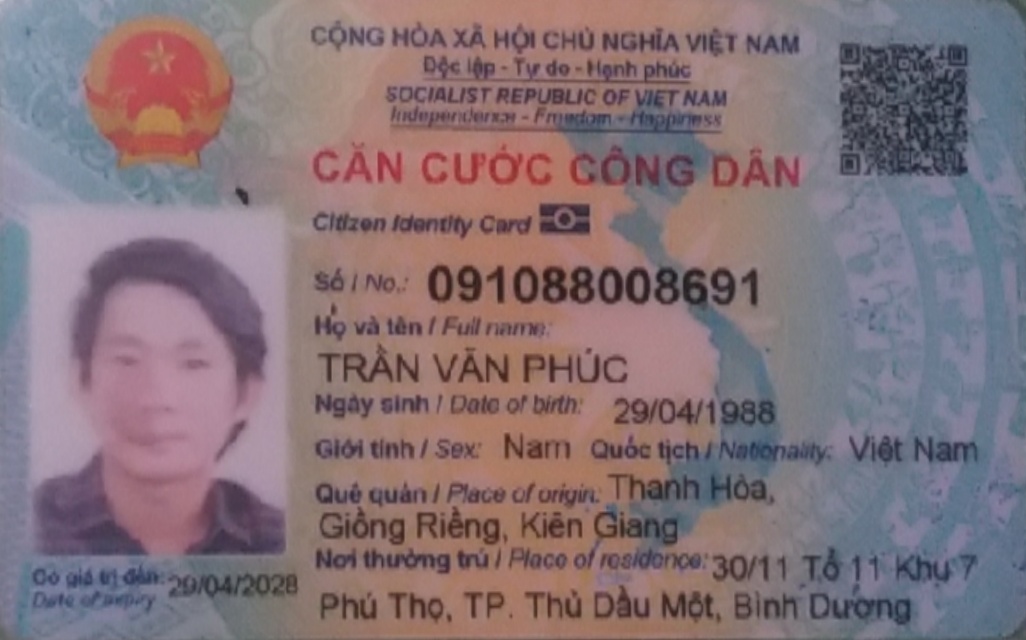 CỘNG HÒA XÃ HỘI CHỦ NGHĨA VIỆT NAM
Độc lập - Tự do - Hạnh phúc
SOCIALIST REPUBLIC OF VIET NAM
Independence - Freedom - Happiness
CĂN CƯỚC CÔNG DÂN
Citizen Identity Card
Số / No.: 091088008691
Họ và tên / Full name:
TRẦN VĂN PHÚC
Ngày sinh / Date of birth: 29/04/1988
Giới tính / Sex: Nam Quốc tịch / Nationality: Việt Nam
Quê quán / Place of origin: Thanh Hòa,
Giồng Riềng, Kiên Giang
Nơi thường trú / Place of residence: 30/11 Tổ 11 Khu 7
Phú Thọ, TP. Thủ Dầu Một, Bình Dương
Có giá trị đến: 29/04/2028
Date of expiry